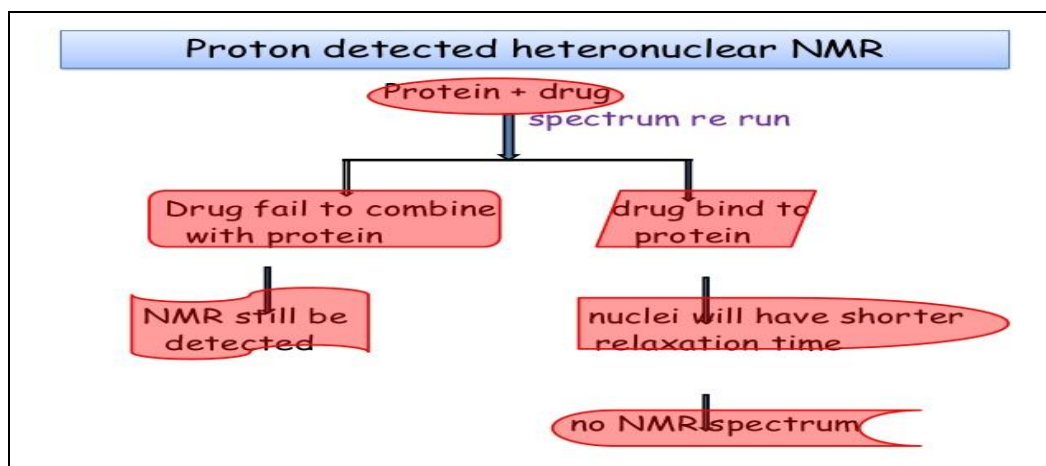 Proton detected heteronuclear NMR
Protein + drug
spectrum re run
Drug fail to combine
with protein
drug bind to
protein
NMR still be
detected
nuclei will have shorter
relaxation time
no NMR spectrum